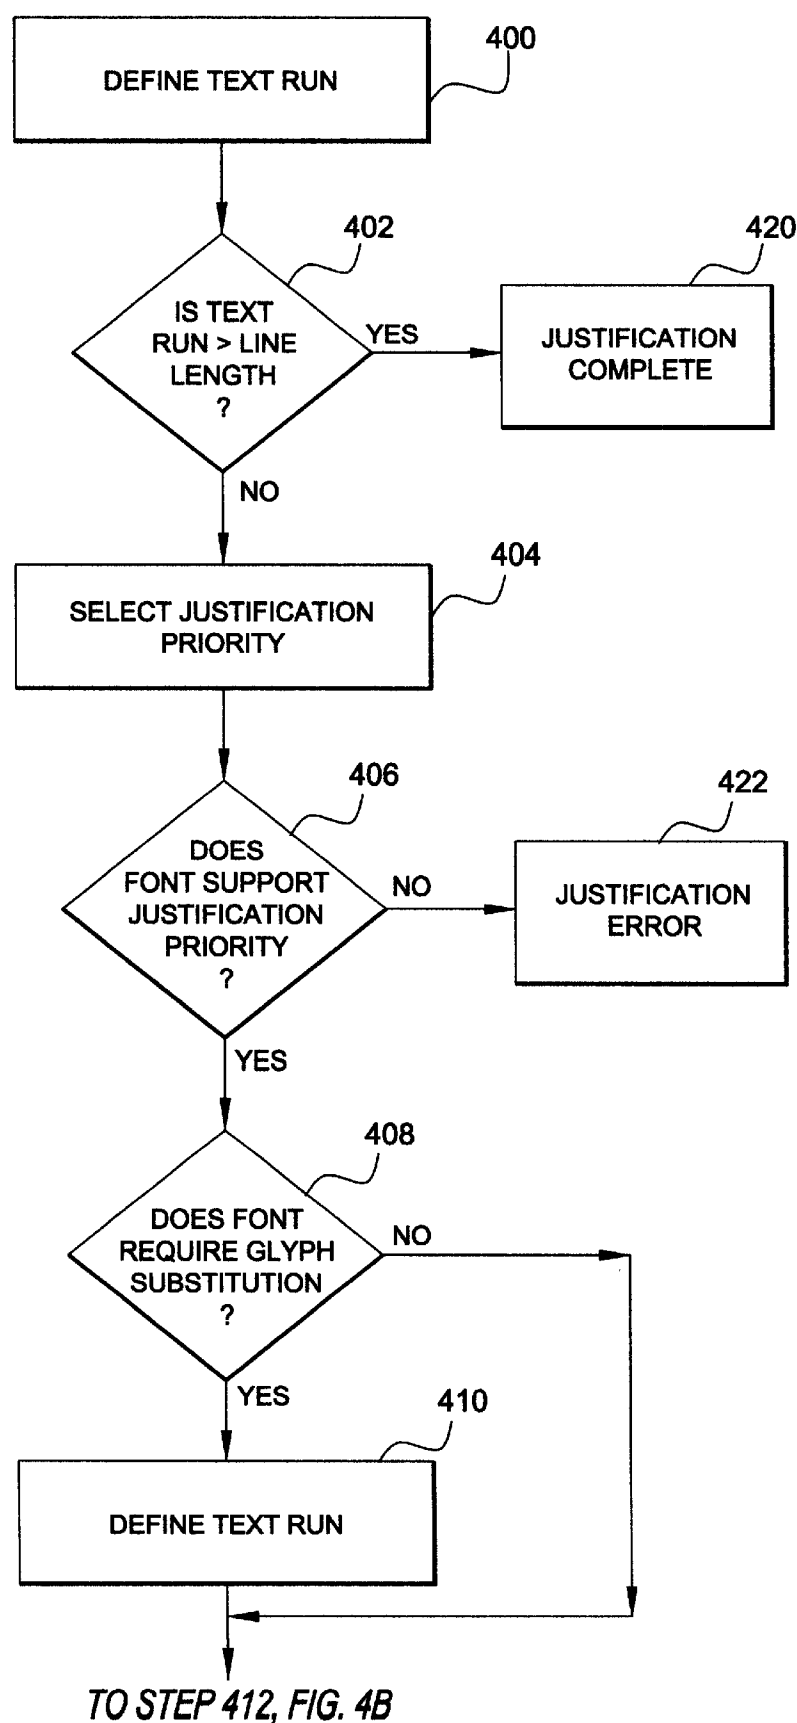 400
DEFINE TEXT RUN
402
420
IS TEXT
RUN > LINE
LENGTH
?
YES
JUSTIFICATION
COMPLETE
NO
404
SELECT JUSTIFICATION
PRIORITY
406
422
DOES
FONT SUPPORT
JUSTIFICATION
PRIORITY
?
NO
JUSTIFICATION
ERROR
YES
408
DOES FONT
REQUIRE GLYPH
SUBSTITUTION
?
NO
YES
410
DEFINE TEXT RUN
TO STEP 412, FIG. 4B